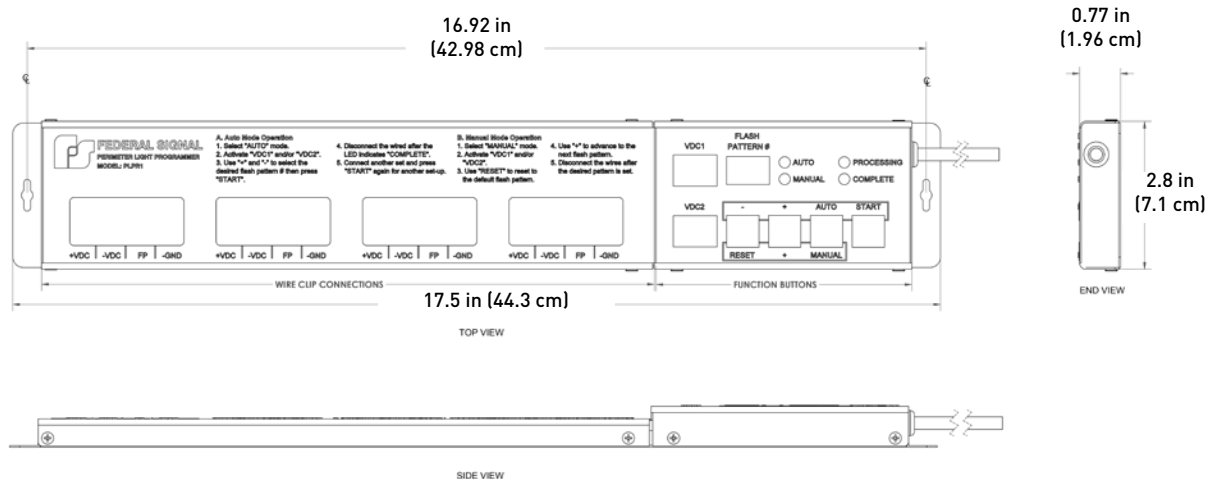 16.92 in
(42.98 cm)
0.77 in
(1.96 cm)
FEDERAL SIGNAL
PERIMETER LIGHT PROGRAMMER
MODEL: PLPR1
A. Auto Mode Operation
1. Select "AUTO" mode.
2. Activate "VDC1" and/or "VDC2".
3. Use "+" and "-" to select the
desired flash pattern # then press
"START".
4. Disconnect the wired after the
LED indicates "COMPLETE".
5. Connect another set and press
"START" again for another set-up.
B. Manual Mode Operation
1. Select "MANUAL" mode.
2. Activate "VDC1" and/or
"VDC2".
3. Use "RESET" to reset to
the default flash pattern.
4. Use "+" to advance to the
next flash pattern.
5. Disconnect the wires after
the desired pattern is set.
VDC1
FLASH
PATTERN #
AUTO
PROCESSING
MANUAL
COMPLETE
VDC2
- + AUTO START
RESET + MANUAL
+VDC -VDC FP -GND
+VDC -VDC FP -GND
+VDC -VDC FP -GND
+VDC -VDC FP -GND
2.8 in
(7.1 cm)
WIRE CLIP CONNECTIONS
FUNCTION BUTTONS
17.5 in (44.3 cm)
END VIEW
TOP VIEW
SIDE VIEW